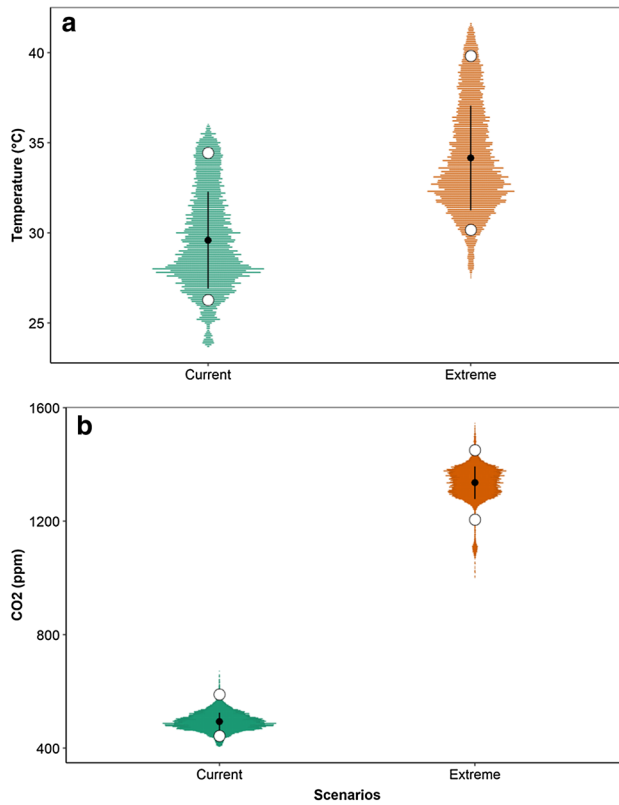 a
40
35
30
25
Temperature (°C)
Current Extreme
b
1600
1200
800
400
CO2 (ppm)
Current Extreme
Scenarios